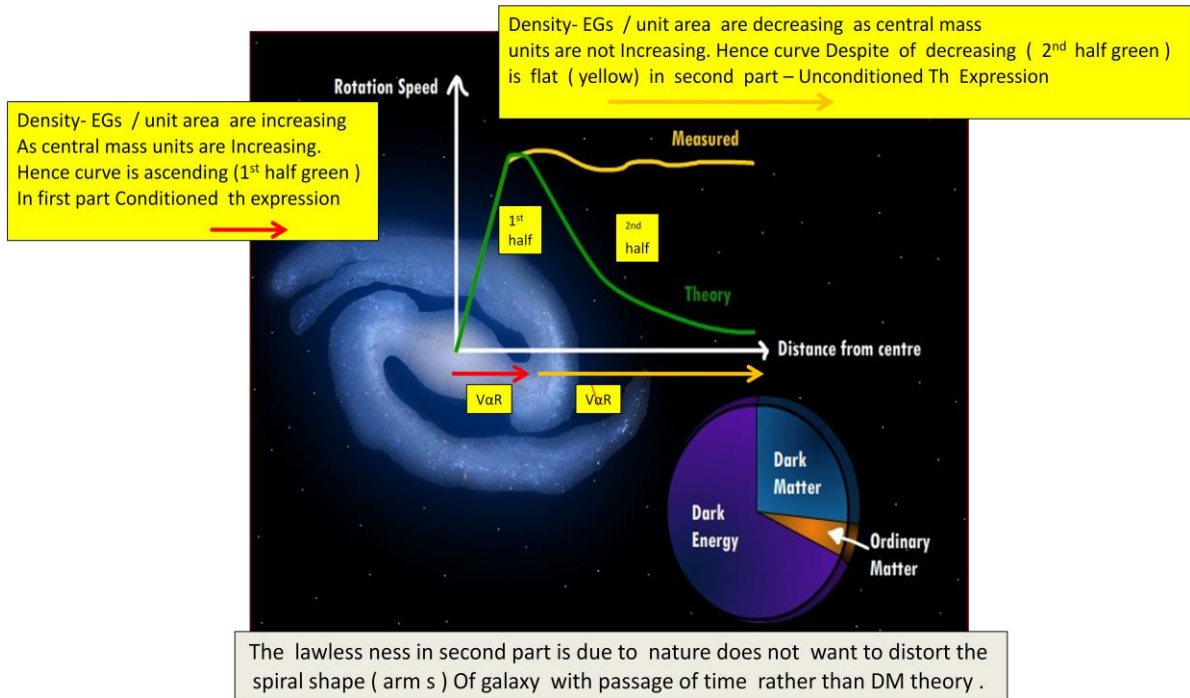 Density- EGs / unit area are decreasing as central mass
units are not Increasing. Hence curve Despite of decreasing ( 2nd half green )
is flat ( yellow) in second part – Unconditioned Th Expression
Density- EGs / unit area are increasing
As central mass units are Increasing.
Hence curve is ascending (1st half green )
In first part Conditioned th expression
Rotation Speed
Measured
1st
half
2nd
half
Theory
Distance from centre
VαR
VαR
Dark
Matter
Dark
Energy
Ordinary
Matter
The lawless ness in second part is due to nature does not want to distort the
spiral shape ( arm s ) Of galaxy with passage of time rather than DM theory .